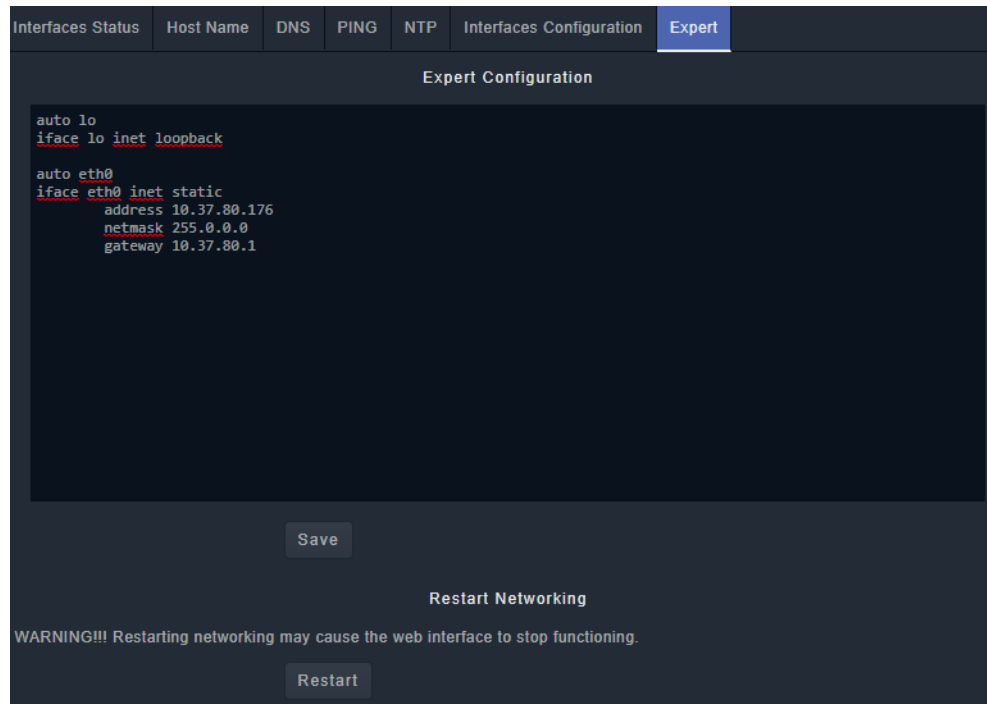 Interfaces Status Host Name DNS PING NTP Interfaces Configuration Expert
Expert Configuration
auto lo
iface lo inet loopback
auto eth0
iface eth0 inet static
address 10.37.80.176
netmask 255.0.0.0
gateway 10.37.80.1
Save
Restart Networking
WARNING!!! Restarting networking may cause the web interface to stop functioning.
Restart